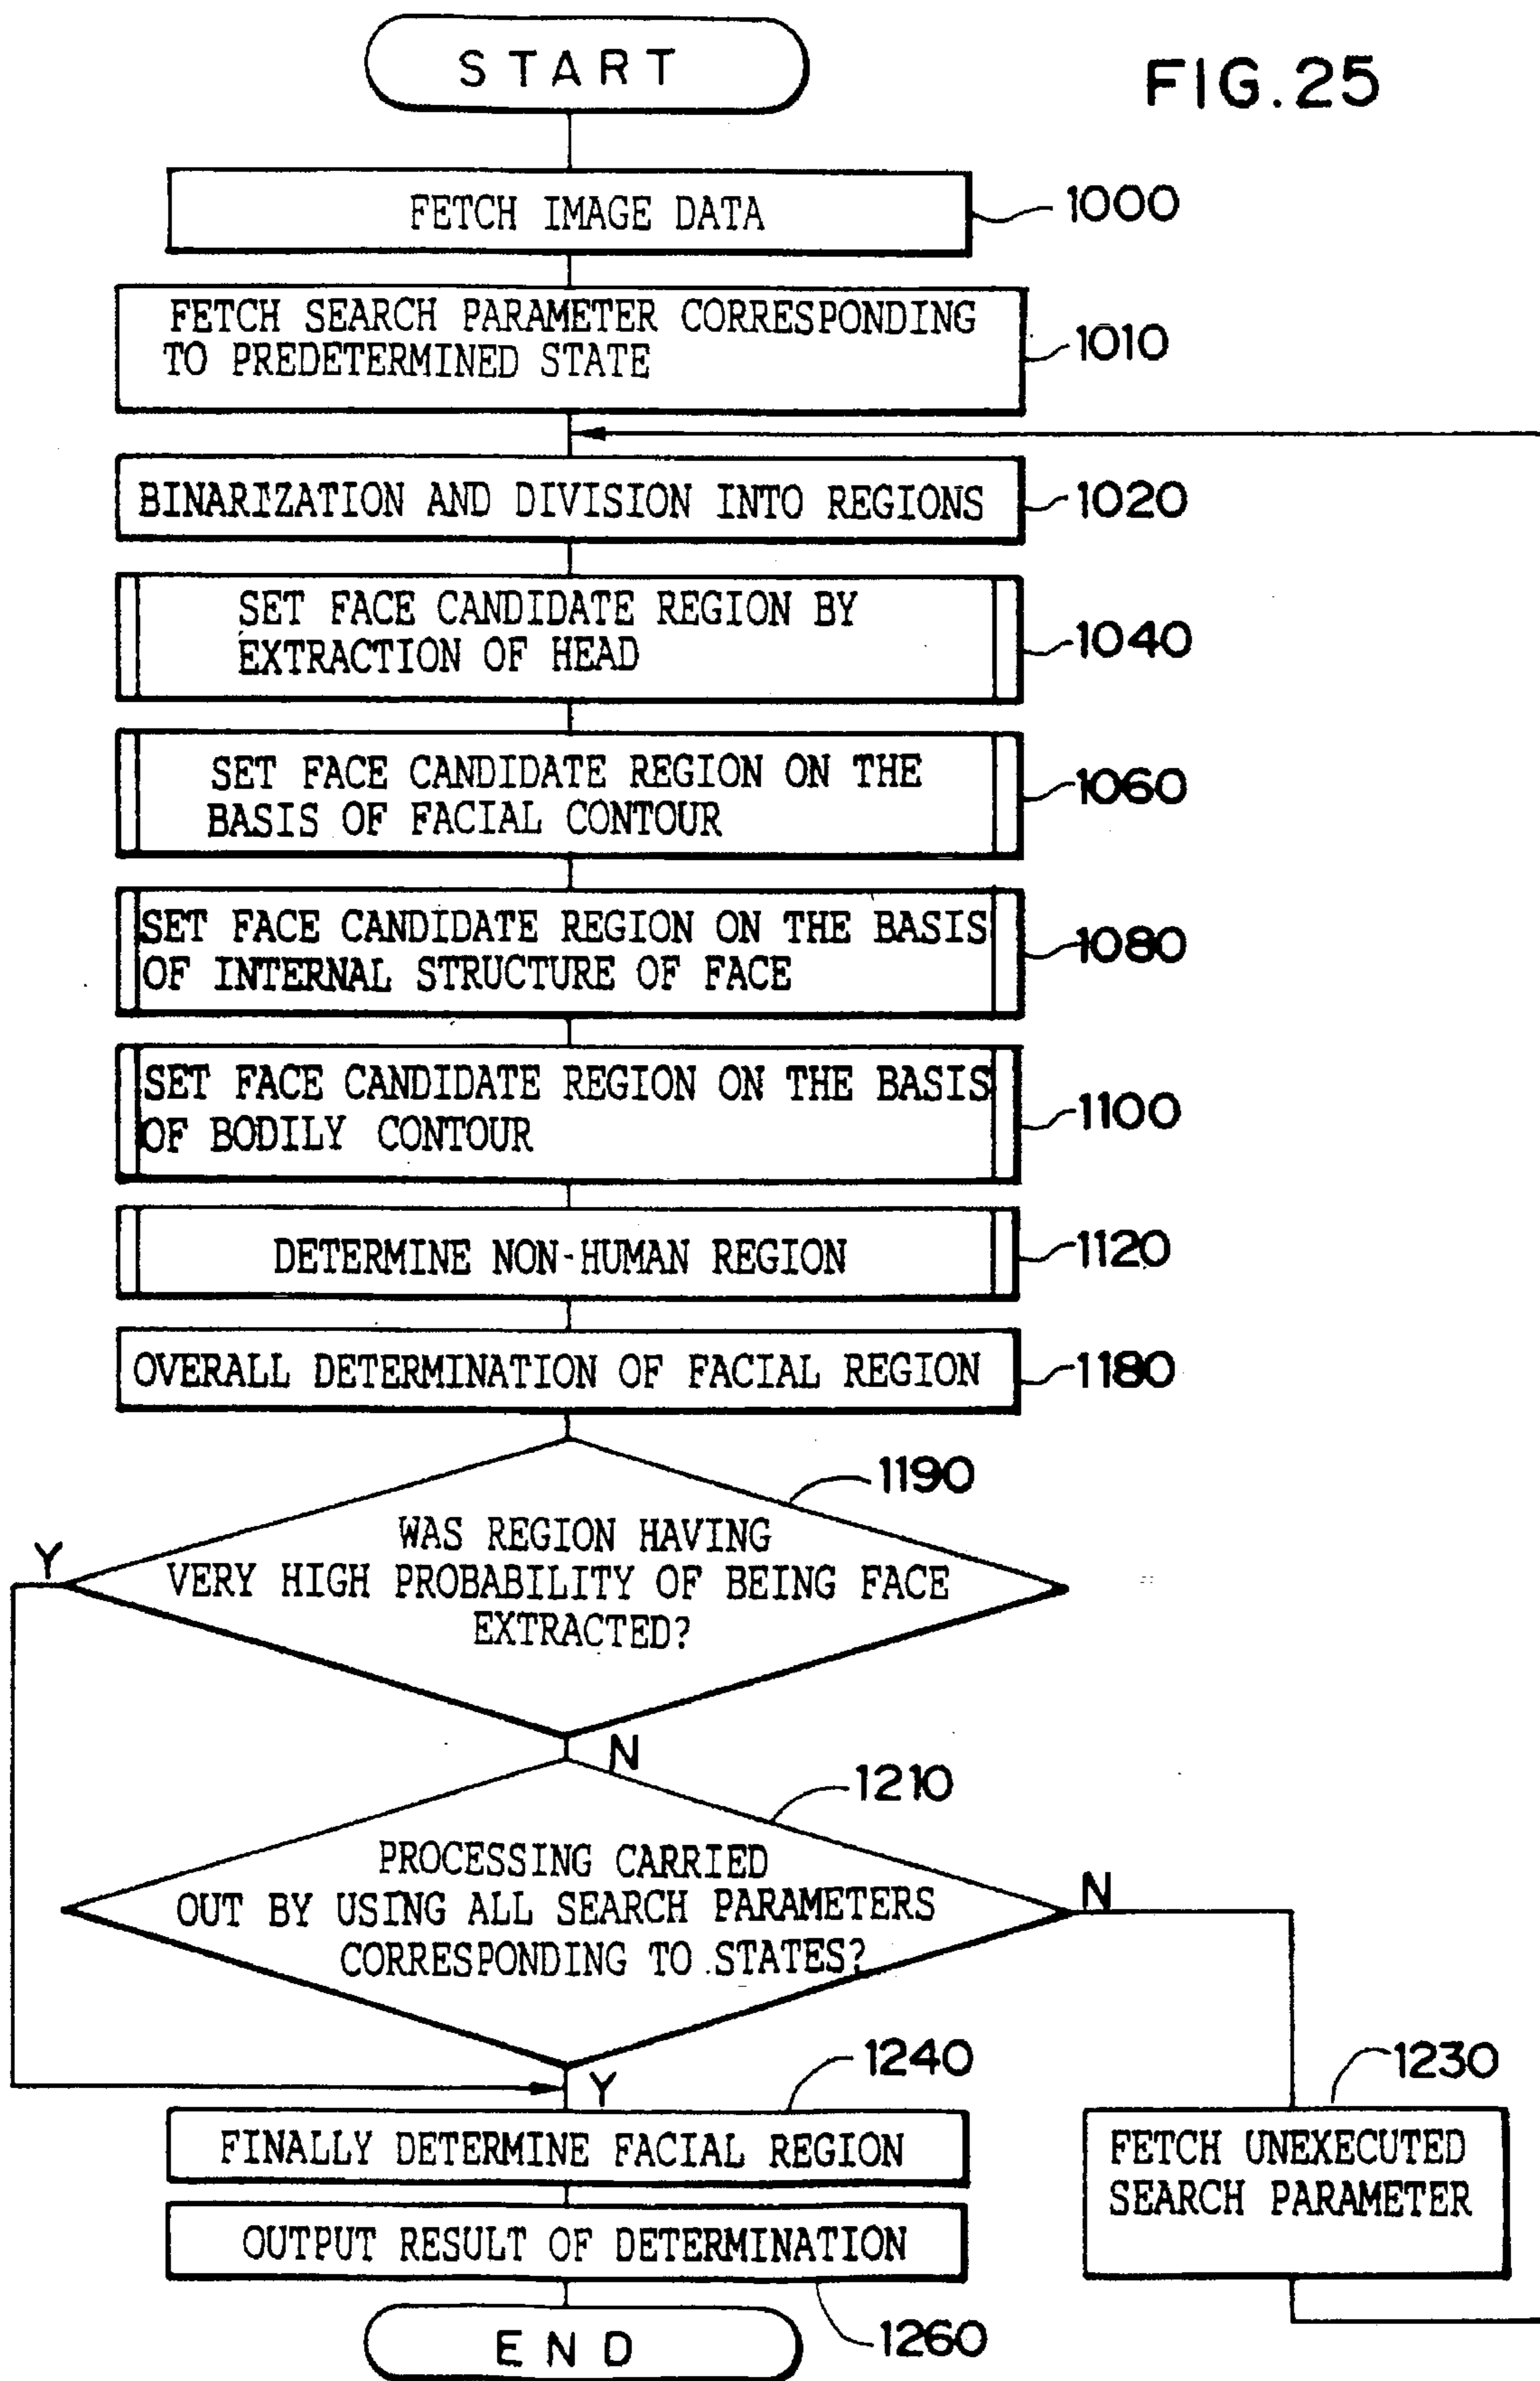 START
FIG.25
FETCH IMAGE DATA
1000
FETCH SEARCH PARAMETER CORRESPONDING
TO PREDETERMINED STATE
1010
BINARIZATION AND DIVISION INTO REGIONS
1020
SET FACE CANDIDATE REGION BY
EXTRACTION OF HEAD
1040
SET FACE CANDIDATE REGION ON THE
BASIS OF FACIAL CONTOUR
1060
SET FACE CANDIDATE REGION ON THE BASIS
OF INTERNAL STRUCTURE OF FACE
1080
SET FACE CANDIDATE REGION ON THE BASIS
OF BODILY CONTOUR
1100
DETERMINE NON-HUMAN REGION
1120
OVERALL DETERMINATION OF FACIAL REGION
1180
1190
WAS REGION HAVING
VERY HIGH PROBABILITY OF BEING FACE
EXTRACTED?
Y
N
1210
PROCESSING CARRIED
OUT BY USING ALL SEARCH PARAMETERS
CORRESPONDING TO STATES?
N
Y
1240
1230
FINALLY DETERMINE FACIAL REGION
FETCH UNEXECUTED
SEARCH PARAMETER
OUTPUT RESULT OF DETERMINATION
1260
END